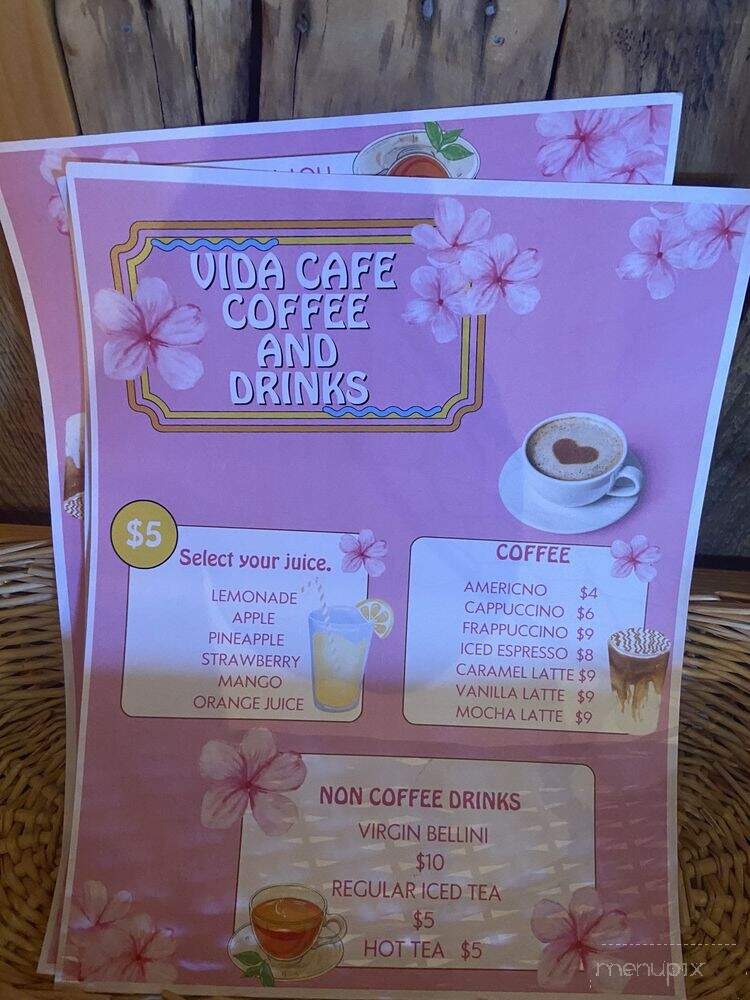 VIDA CAFE
COFFEE
AND
DRINKS
$5
Select your juice.
LEMONADE
APPLE
PINEAPPLE
STRAWBERRY
MANGO
ORANGE JUICE
COFFEE
AMERICNO $4
CAPPUCCINO $6
FRAPPUCCINO $9
ICED ESPRESSO $8
CARAMEL LATTE $9
VANILLA LATTE $9
MOCHA LATTE $9
NON COFFEE DRINKS
VIRGIN BELLINI
$10
REGULAR ICED TEA
$5
HOT TEA $5
menupix